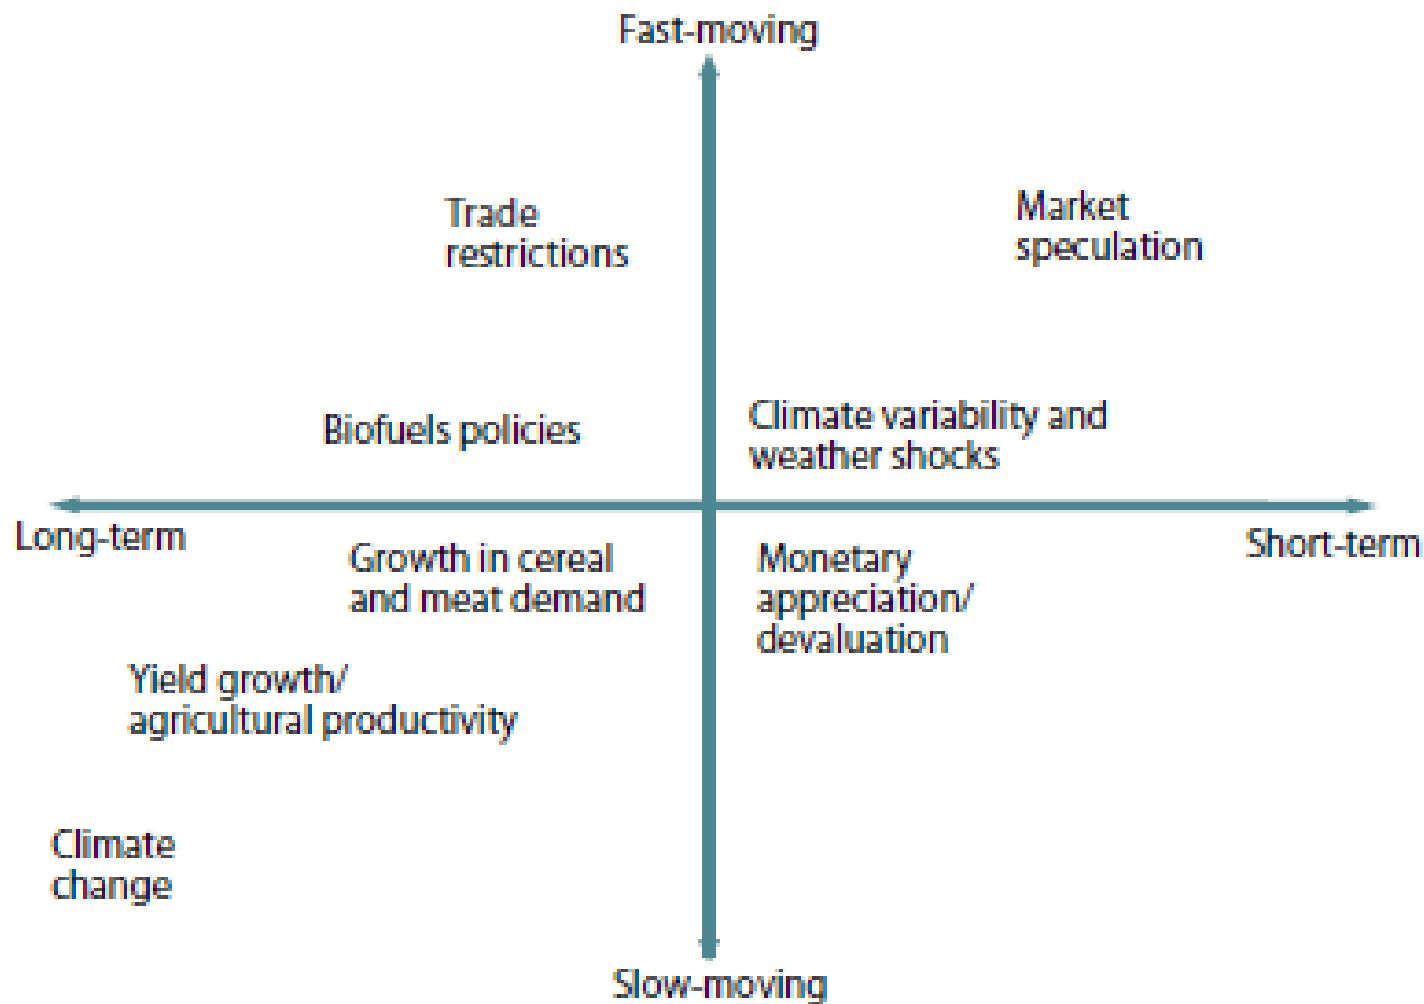 Fast-moving
Trade
restrictions
Market
speculation
Biofuels policies
Climate variability and
weather shocks
Long-term
Short-term
Growth in cereal
and meat demand
Monetary
appreciation/
devaluation
Yield growth/
agricultural productivity
Climate
change
Slow-moving